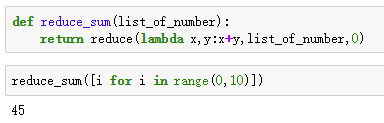 def reduce_sum(list_of_number):
    return reduce(lambda x,y:x+y,list_of_number,0)
reduce_sum([i for i in range(0,10)])
45